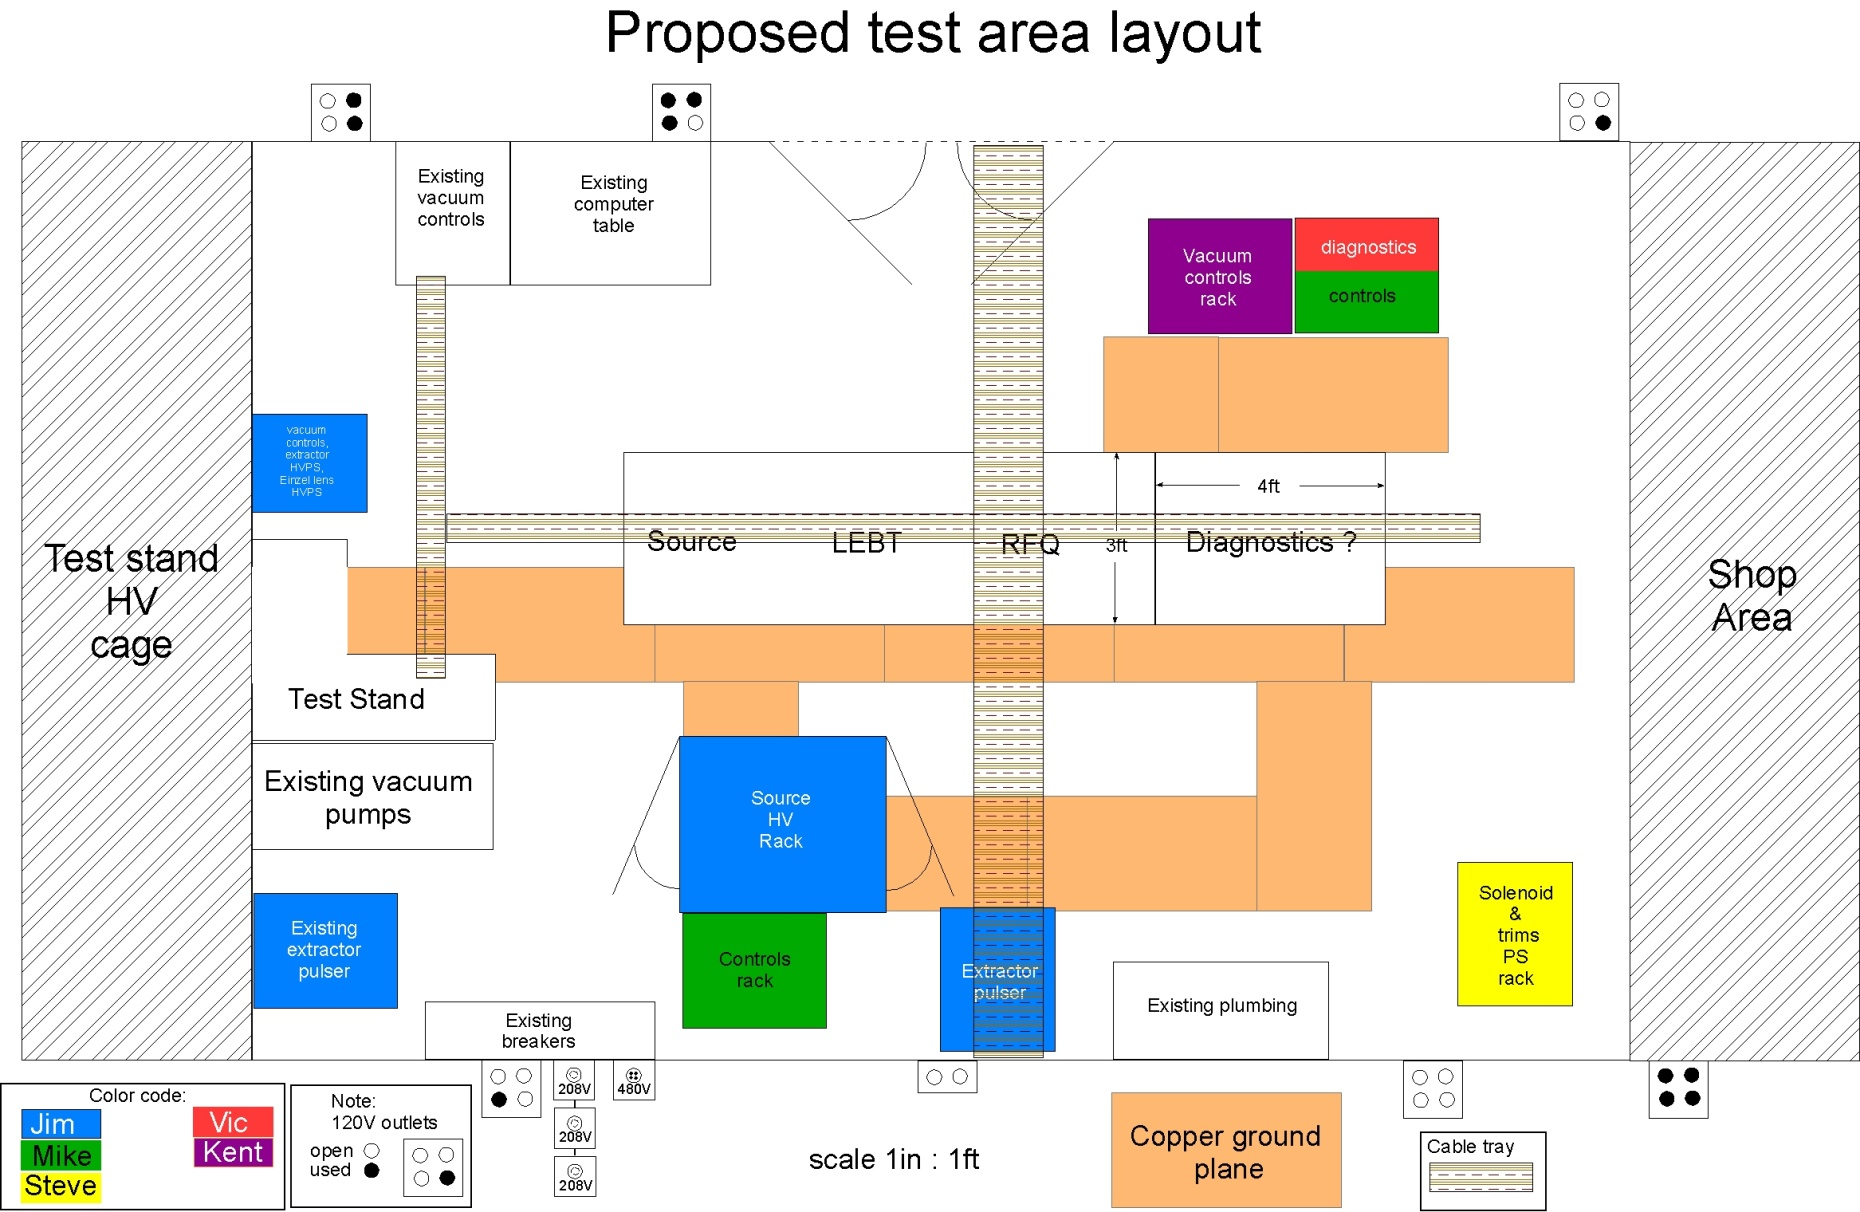 Proposed test area layout
Existing
vacuum
controls
Existing
computer
table
Vacuum
controls
rack
diagnostics
controls
vacuum
controls,
extractor
HVPS,
Einzel lens
HVPS
4ft
Source
LEBT
RFQ
3ft
Diagnostics ?
Test stand
HV
cage
Shop
Area
Test Stand
Existing vacuum
pumps
Source
HV
Rack
Existing
extractor
pulser
Controls
rack
Extractor
pulser
Solenoid
&
trims
PS
rack
Existing plumbing
Existing
breakers
208V
480V
208V
208V
Color code:
Jim
Mike
Steve
Vic
Kent
Note:
120V outlets
open
used
scale 1in : 1ft
Copper ground
plane
Cable tray